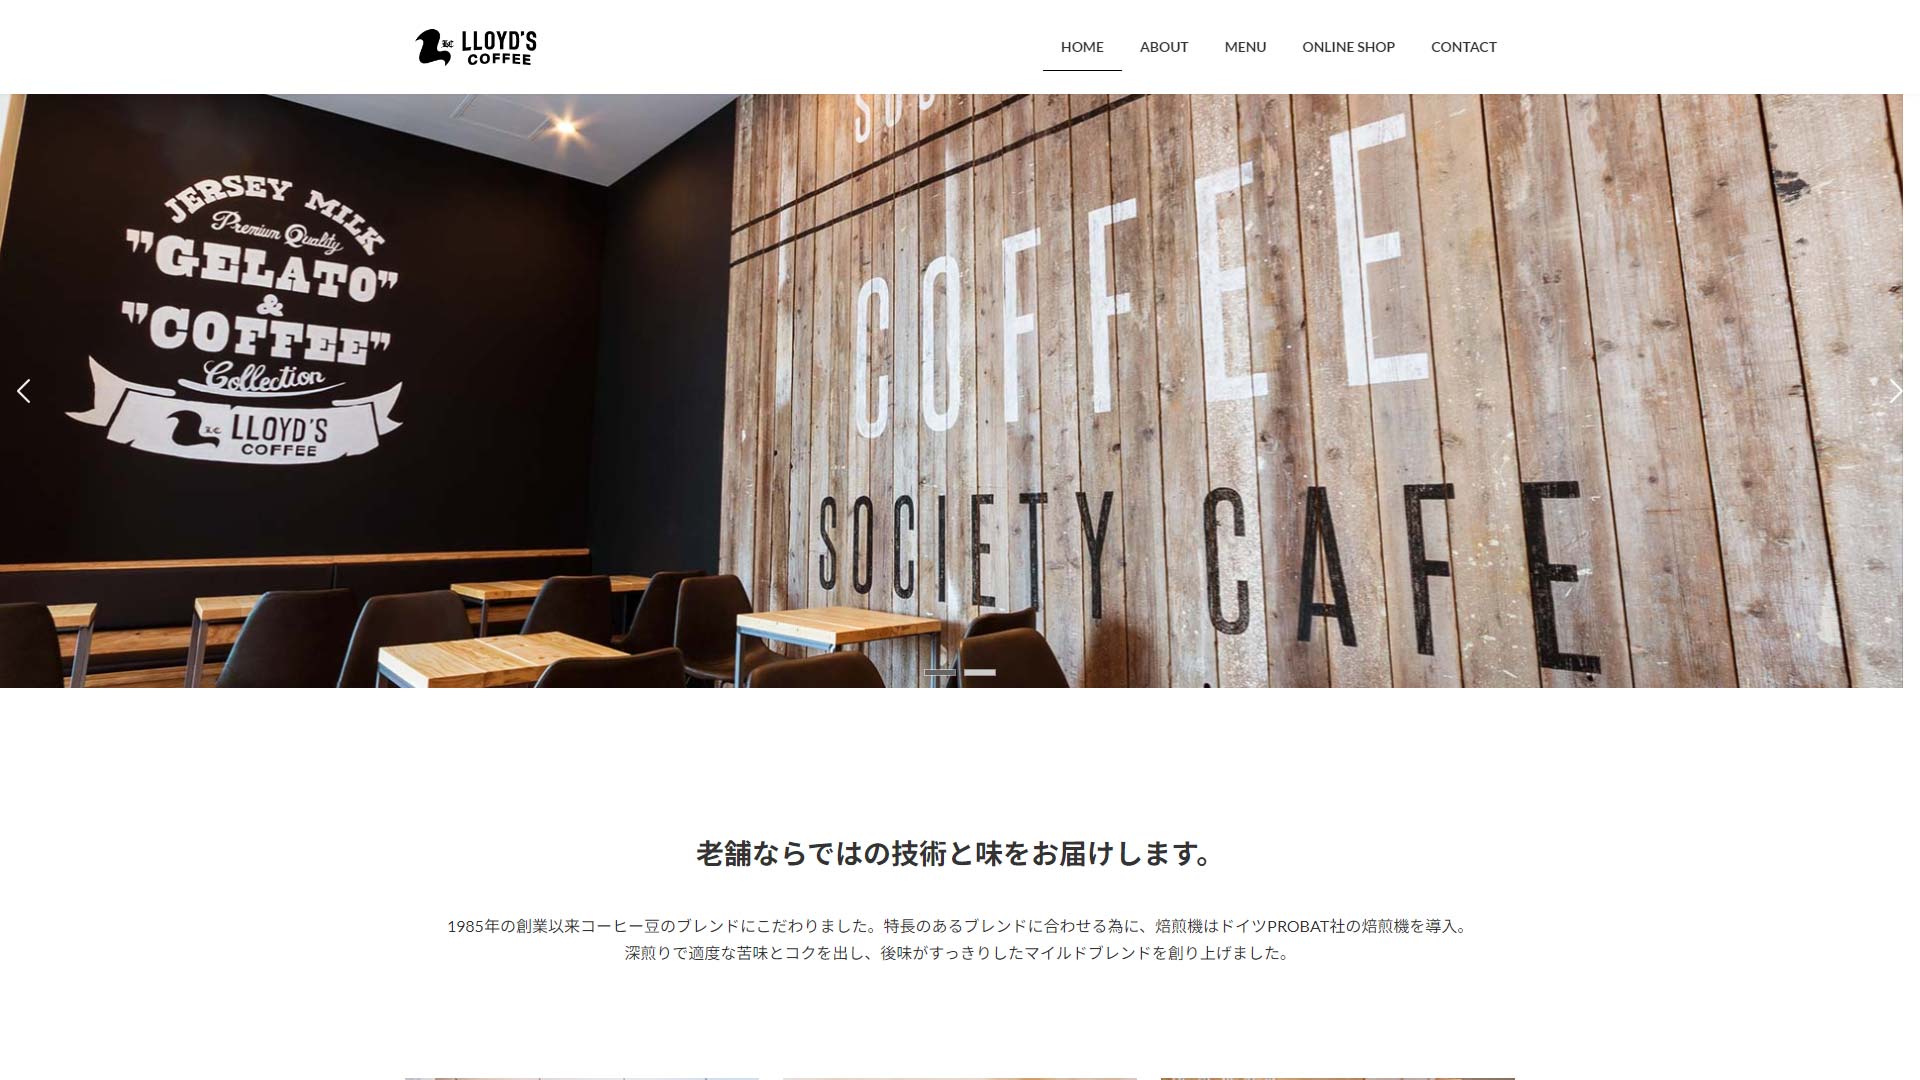 LC LLOYD'S
COFFEE
HOME
ABOUT
MENU
ONLINE SHOP
CONTACT
JERSEY MILK
Premium Quality
"GELATO"
&
"COFFEE"
Collection
LC LLOYD'S
COFFEE
COFFEE
SOCIETY CAFE
老舗ならではの技術と味をお届けします。
1985年の創業以来コーヒー豆のブレンドにこだわりました。特長のあるブレンドに合わせる為に、焙煎機はドイツPROBAT社の焙煎機を導入。
深煎りで適度な苦味とコクを出し、後味がすっきりしたマイルドブレンドを創り上げました。